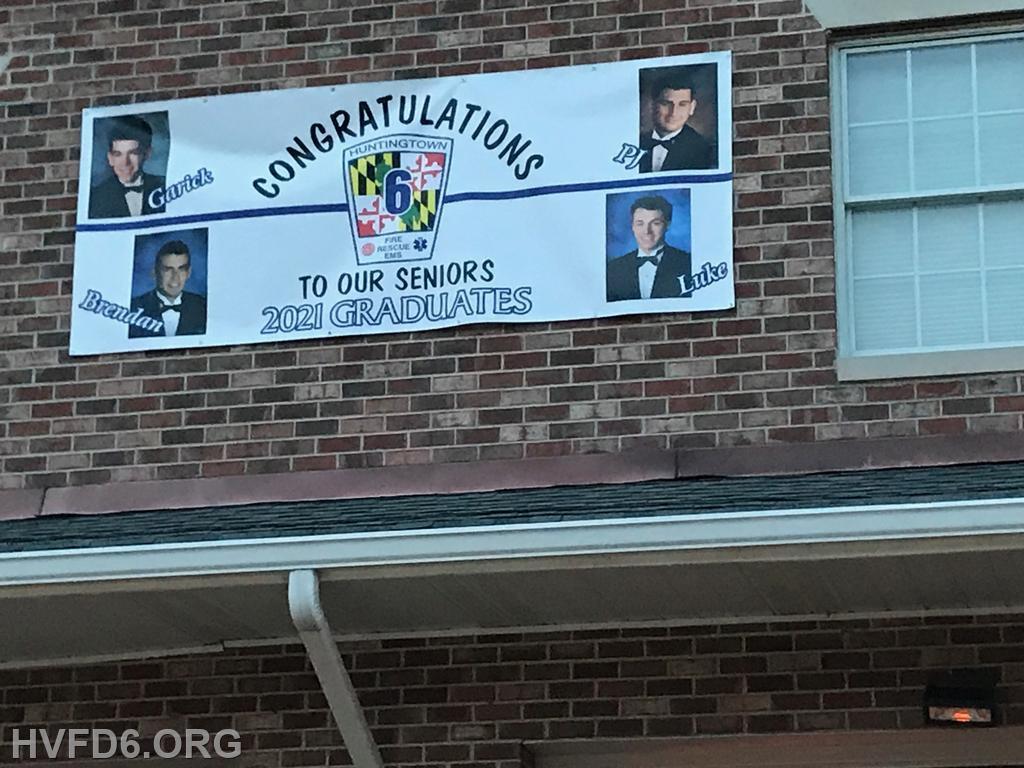 CONGRATULATIONS
HUNTINGTOWN
6
FIRE
RESCUE
EMS
TO OUR SENIORS
2021 GRADUATES
Garick
PJ
Brendan
Luke
HVFD6.ORG